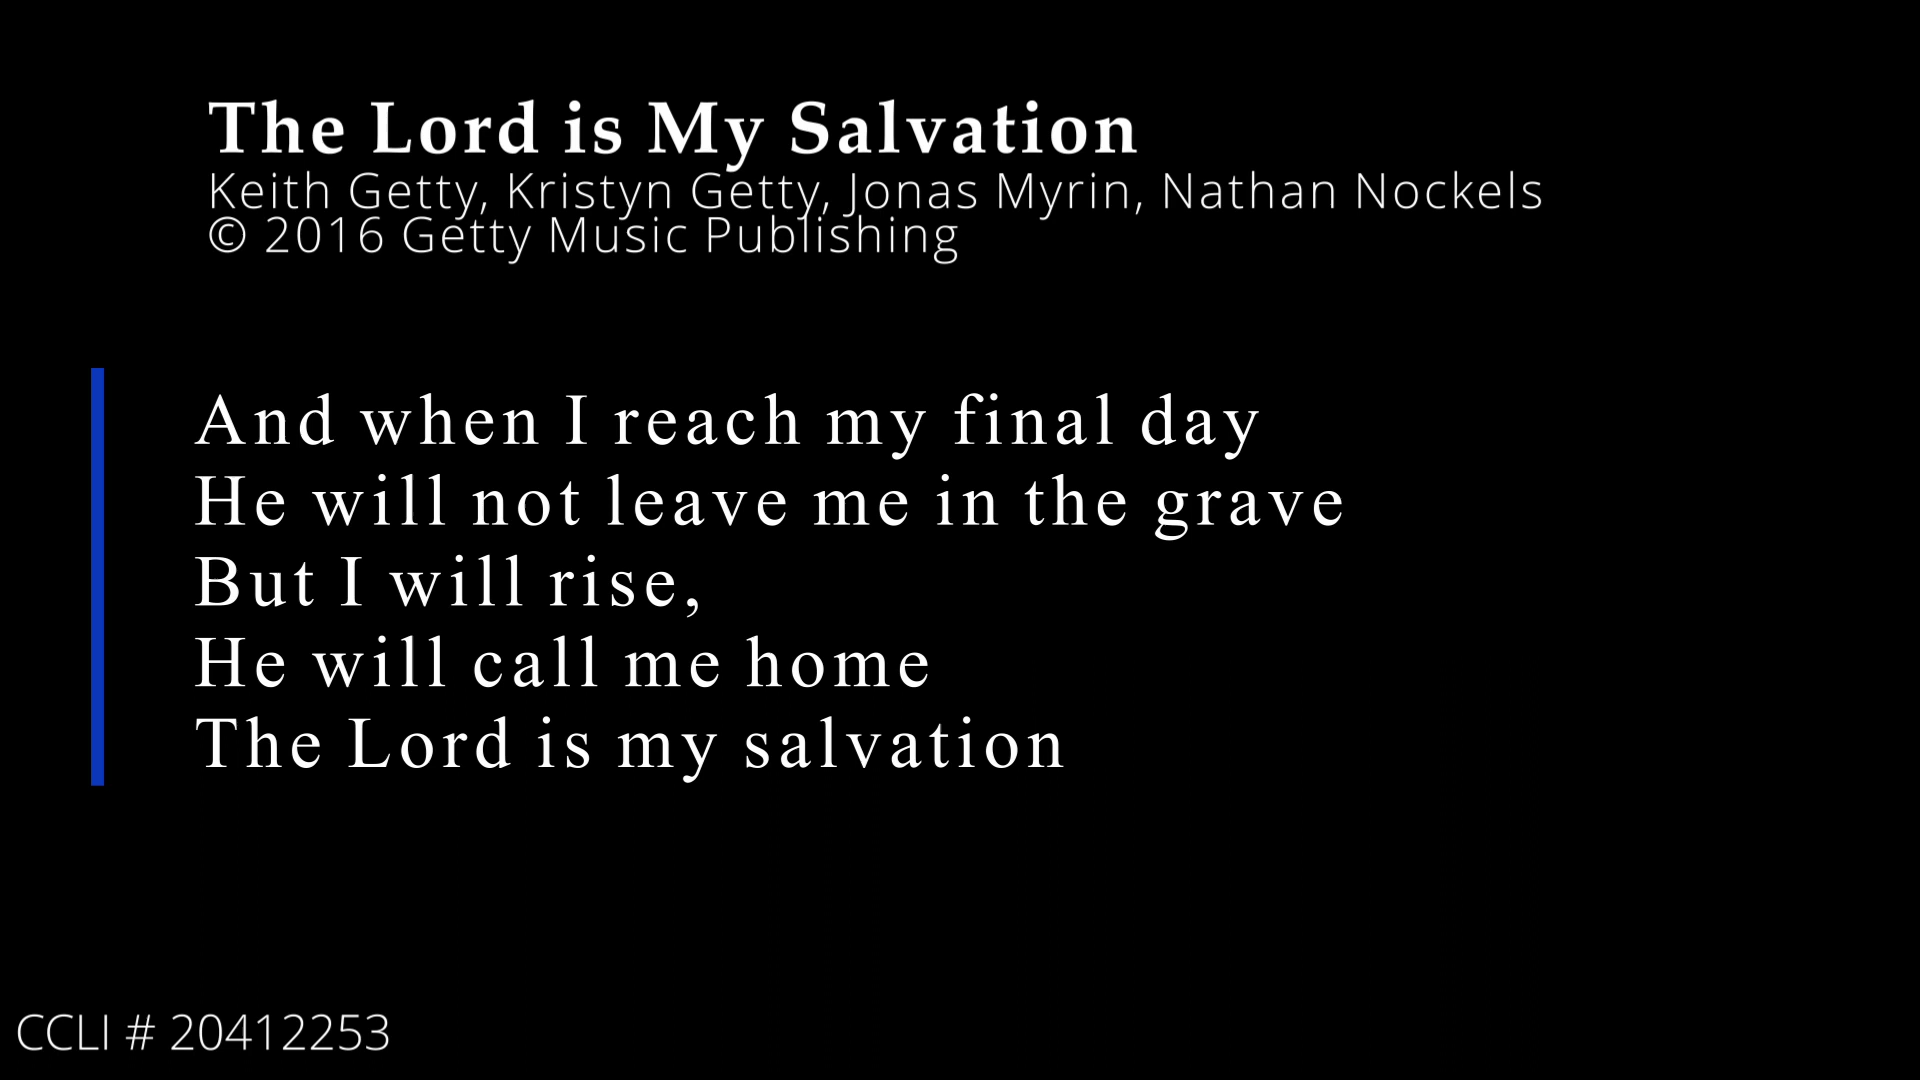 The Lord is My Salvation
Keith Getty, Kristyn Getty, Jonas Myrin, Nathan Nockels
© 2016 Getty Music Publishing
And when I reach my final day
He will not leave me in the grave
But I will rise,
He will call me home
The Lord is my salvation
CCLI # 20412253